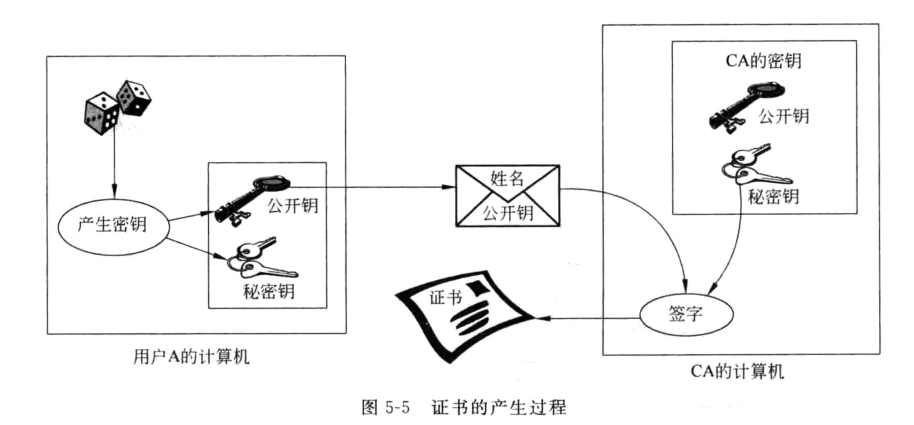 CA的密钥
公开钥
秘密钥
产生密钥
公开钥
秘密钥
姓名
公开钥
证书
签字
用户A的计算机
CA的计算机
图 5-5 证书的产生过程